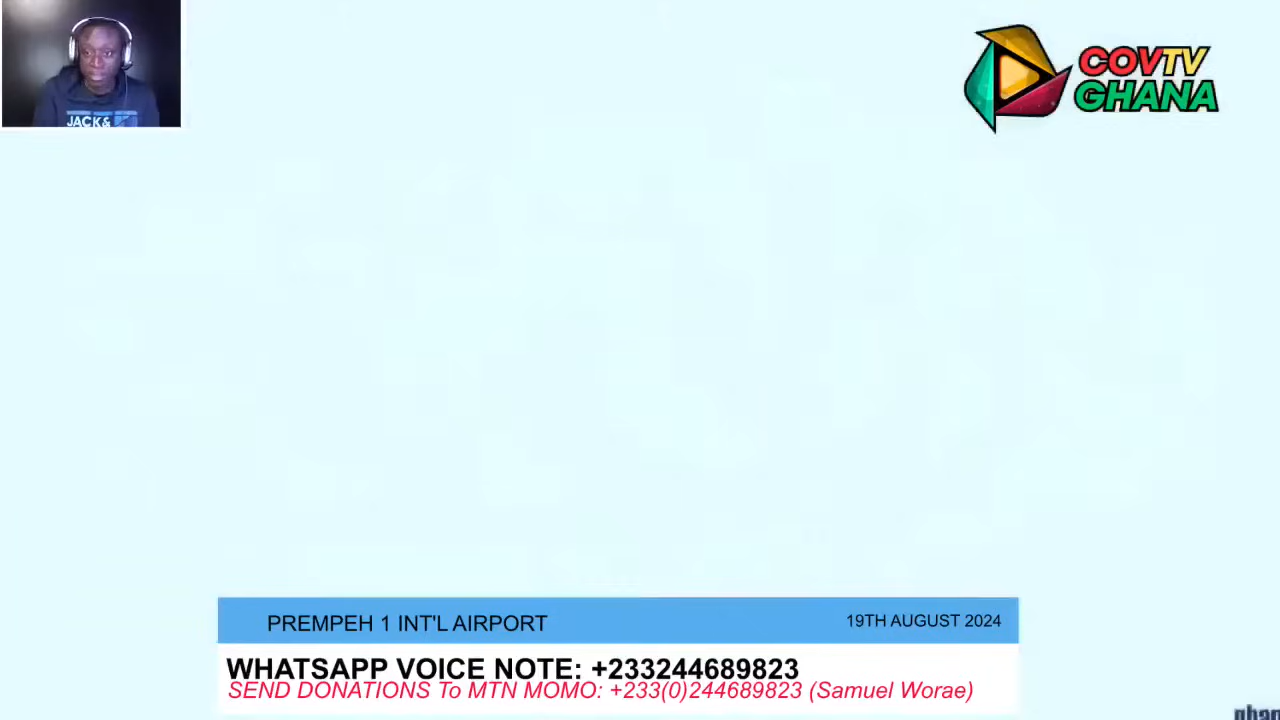 COVTV
GHANA
JACK&
PREMPEH 1 INT'L AIRPORT
19TH AUGUST 2024
WHATSAPP VOICE NOTE: +233244689823
SEND DONATIONS To MTN MOMO: +233(0)244689823 (Samuel Worae)